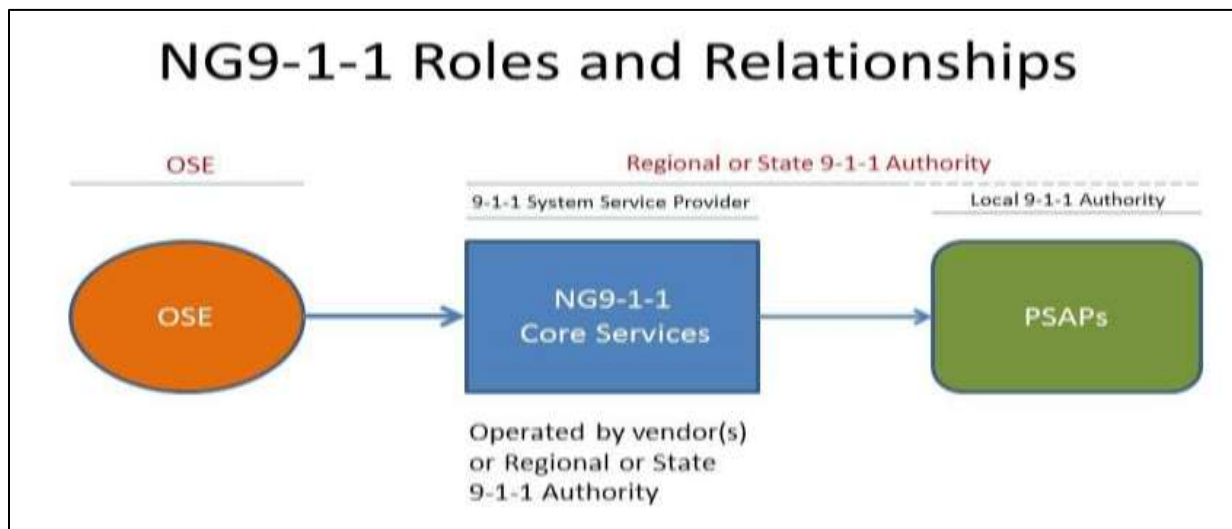 NG9-1-1 Roles and Relationships
OSE
Regional or State 9-1-1 Authority
9-1-1 System Service Provider
Local 9-1-1 Authority
OSE
NG9-1-1
Core Services
PSAPs
Operated by vendor(s)
or Regional or State
9-1-1 Authority